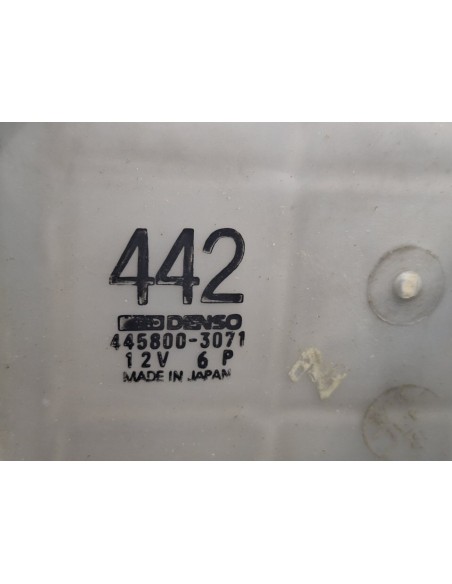 442
DENSO
445800-3071
12V 6P
MADE IN JAPAN